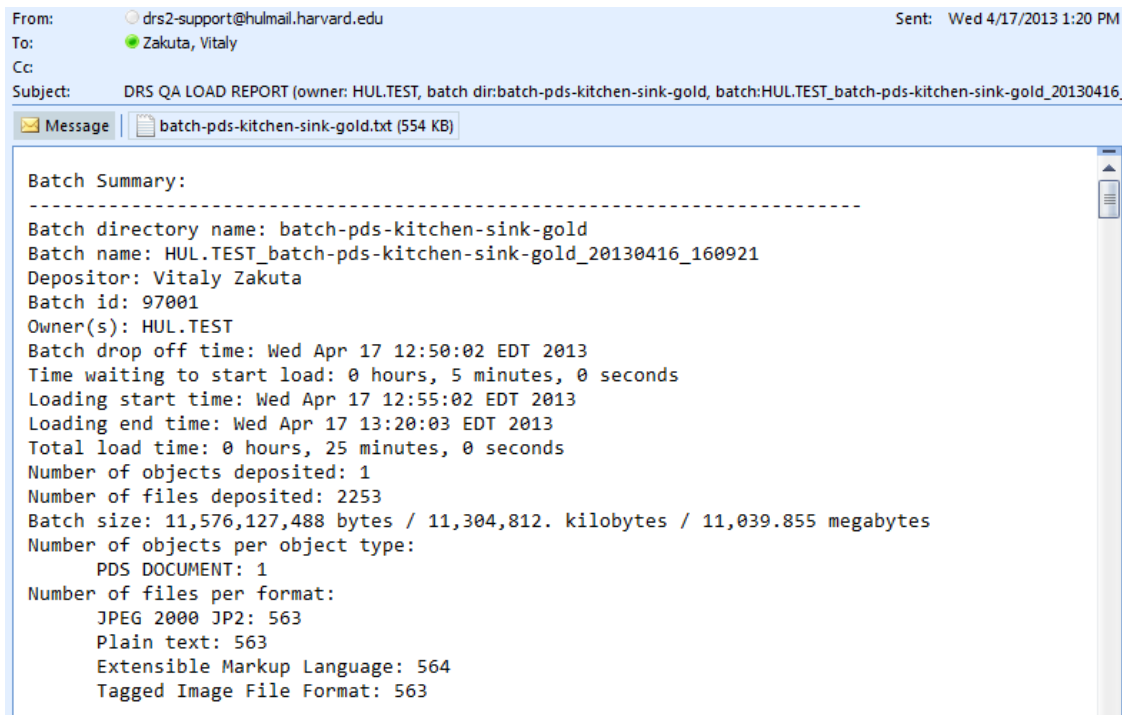 From: drs2-support@hulmail.harvard.edu Sent: Wed 4/17/2013 1:20 PM
To: Zakuta, Vitaly
Cc:
Subject: DRS QA LOAD REPORT (owner: HUL.TEST, batch dir:batch-pds-kitchen-sink-gold, batch:HUL.TEST_batch-pds-kitchen-sink-gold_20130416_
Message batch-pds-kitchen-sink-gold.txt (554 KB)
Batch Summary:
------------------------------------------------------------------------
Batch directory name: batch-pds-kitchen-sink-gold
Batch name: HUL.TEST_batch-pds-kitchen-sink-gold_20130416_160921
Depositor: Vitaly Zakuta
Batch id: 97001
Owner(s): HUL.TEST
Batch drop off time: Wed Apr 17 12:50:02 EDT 2013
Time waiting to start load: 0 hours, 5 minutes, 0 seconds
Loading start time: Wed Apr 17 12:55:02 EDT 2013
Loading end time: Wed Apr 17 13:20:03 EDT 2013
Total load time: 0 hours, 25 minutes, 0 seconds
Number of objects deposited: 1
Number of files deposited: 2253
Batch size: 11,576,127,488 bytes / 11,304,812. kilobytes / 11,039.855 megabytes
Number of objects per object type:
PDS DOCUMENT: 1
Number of files per format:
JPEG 2000 JP2: 563
Plain text: 563
Extensible Markup Language: 564
Tagged Image File Format: 563